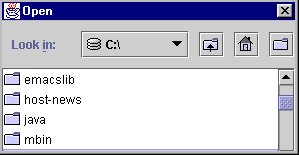 Open
Look in:
C:\
emacslib
host-news
java
mbin